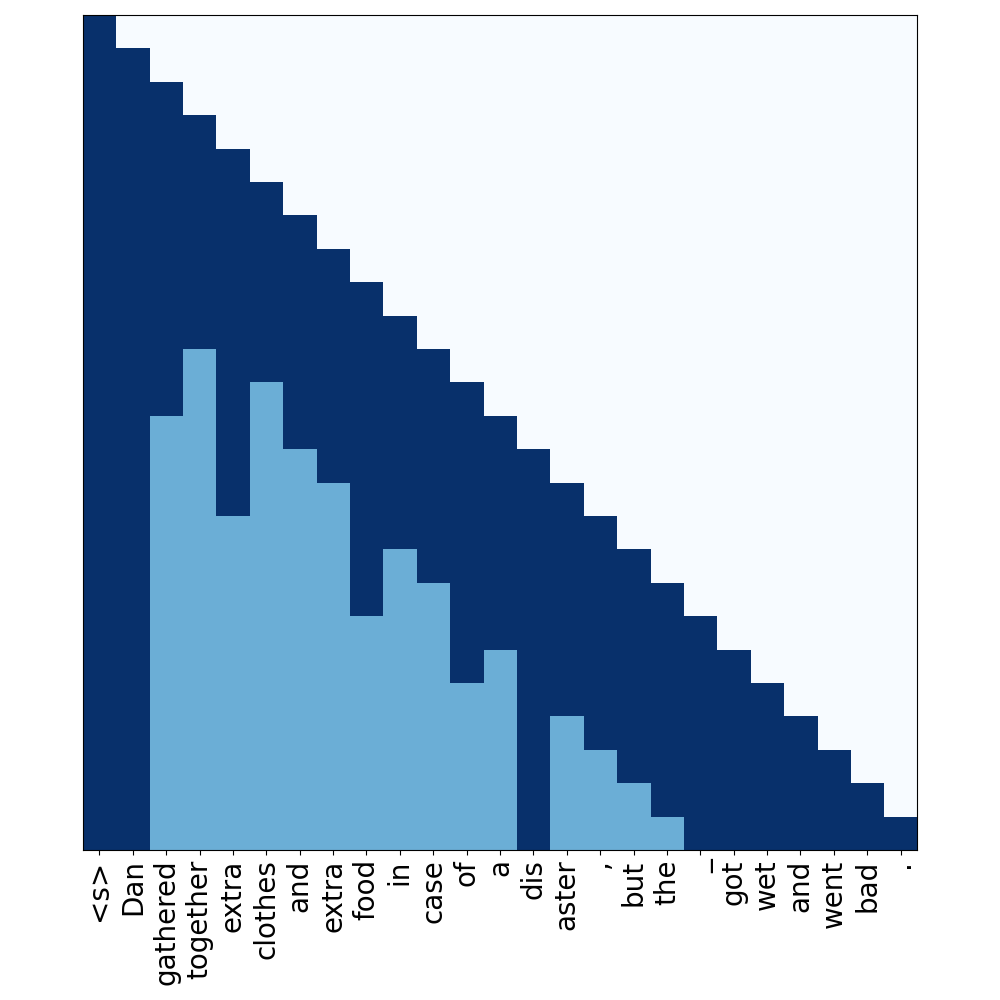 <s> Dan gathered together extra clothes and extra food in case of a dis aster , but the _ got wet and went bad .